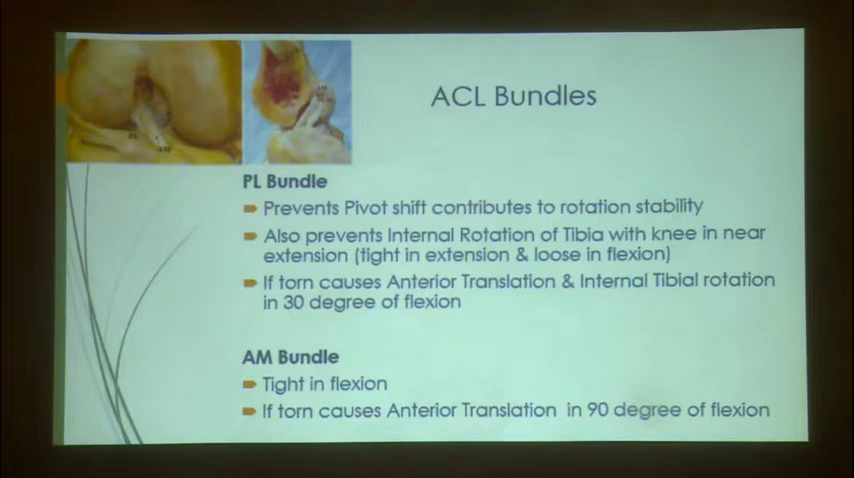 ACL Bundles
PL Bundle
Prevents Pivot shift contributes to rotation stability
Also prevents Internal Rotation of Tibia with knee in near
extension (tight in extension & loose in flexion)
If torn causes Anterior Translation & Internal Tibial rotation
in 30 degree of flexion
AM Bundle
Tight in flexion
If torn causes Anterior Translation in 90 degree of flexion